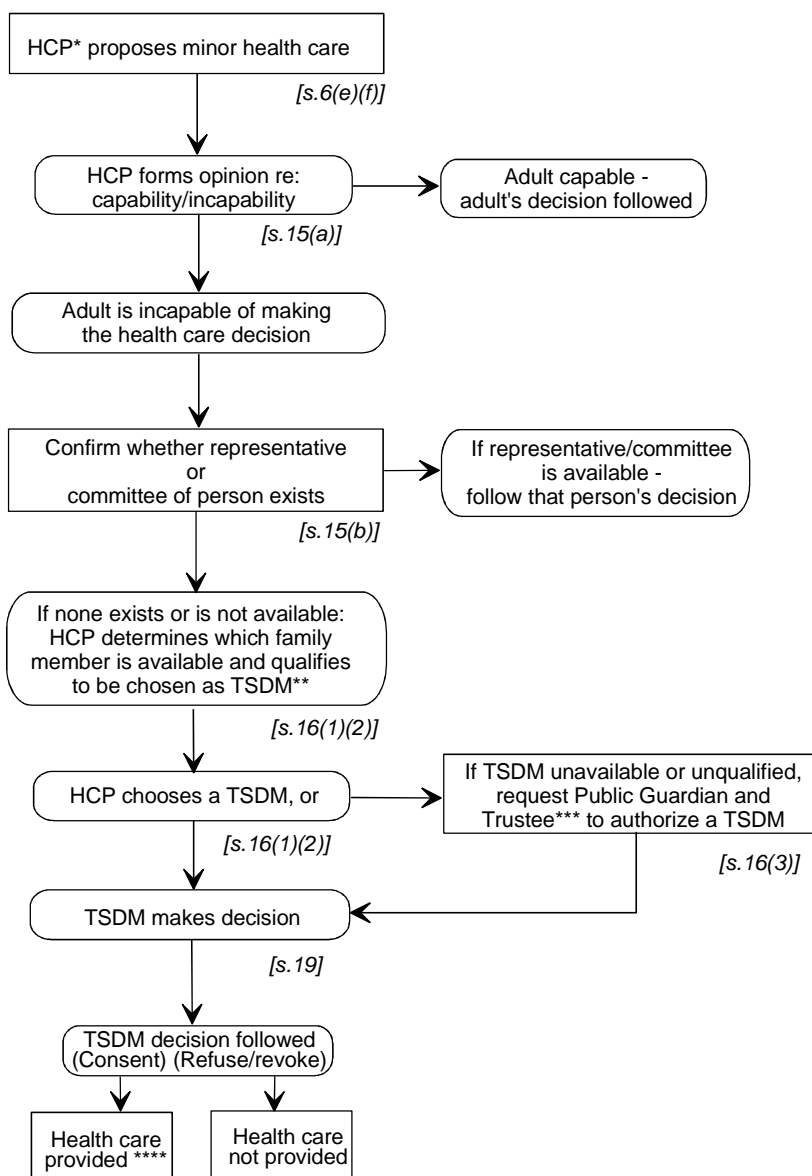 HCP* proposes minor health care
[s.6(e)(f)]
HCP forms opinion re:
capability/incapability
Adult capable -
adult's decision followed
[s.15(a)]
Adult is incapable of making
the health care decision
Confirm whether representative
or
committee of person exists
If representative/committee
is available -
follow that person's decision
[s.15(b)]
If none exists or is not available:
HCP determines which family
member is available and qualifies
to be chosen as TSDM**
[s.16(1)(2)]
HCP chooses a TSDM, or
If TSDM unavailable or unqualified,
request Public Guardian and
Trustee*** to authorize a TSDM
[s.16(1)(2)]
[s.16(3)]
TSDM makes decision
[s.19]
TSDM decision followed
(Consent) (Refuse/revoke)
Health care
provided ****
Health care
not provided